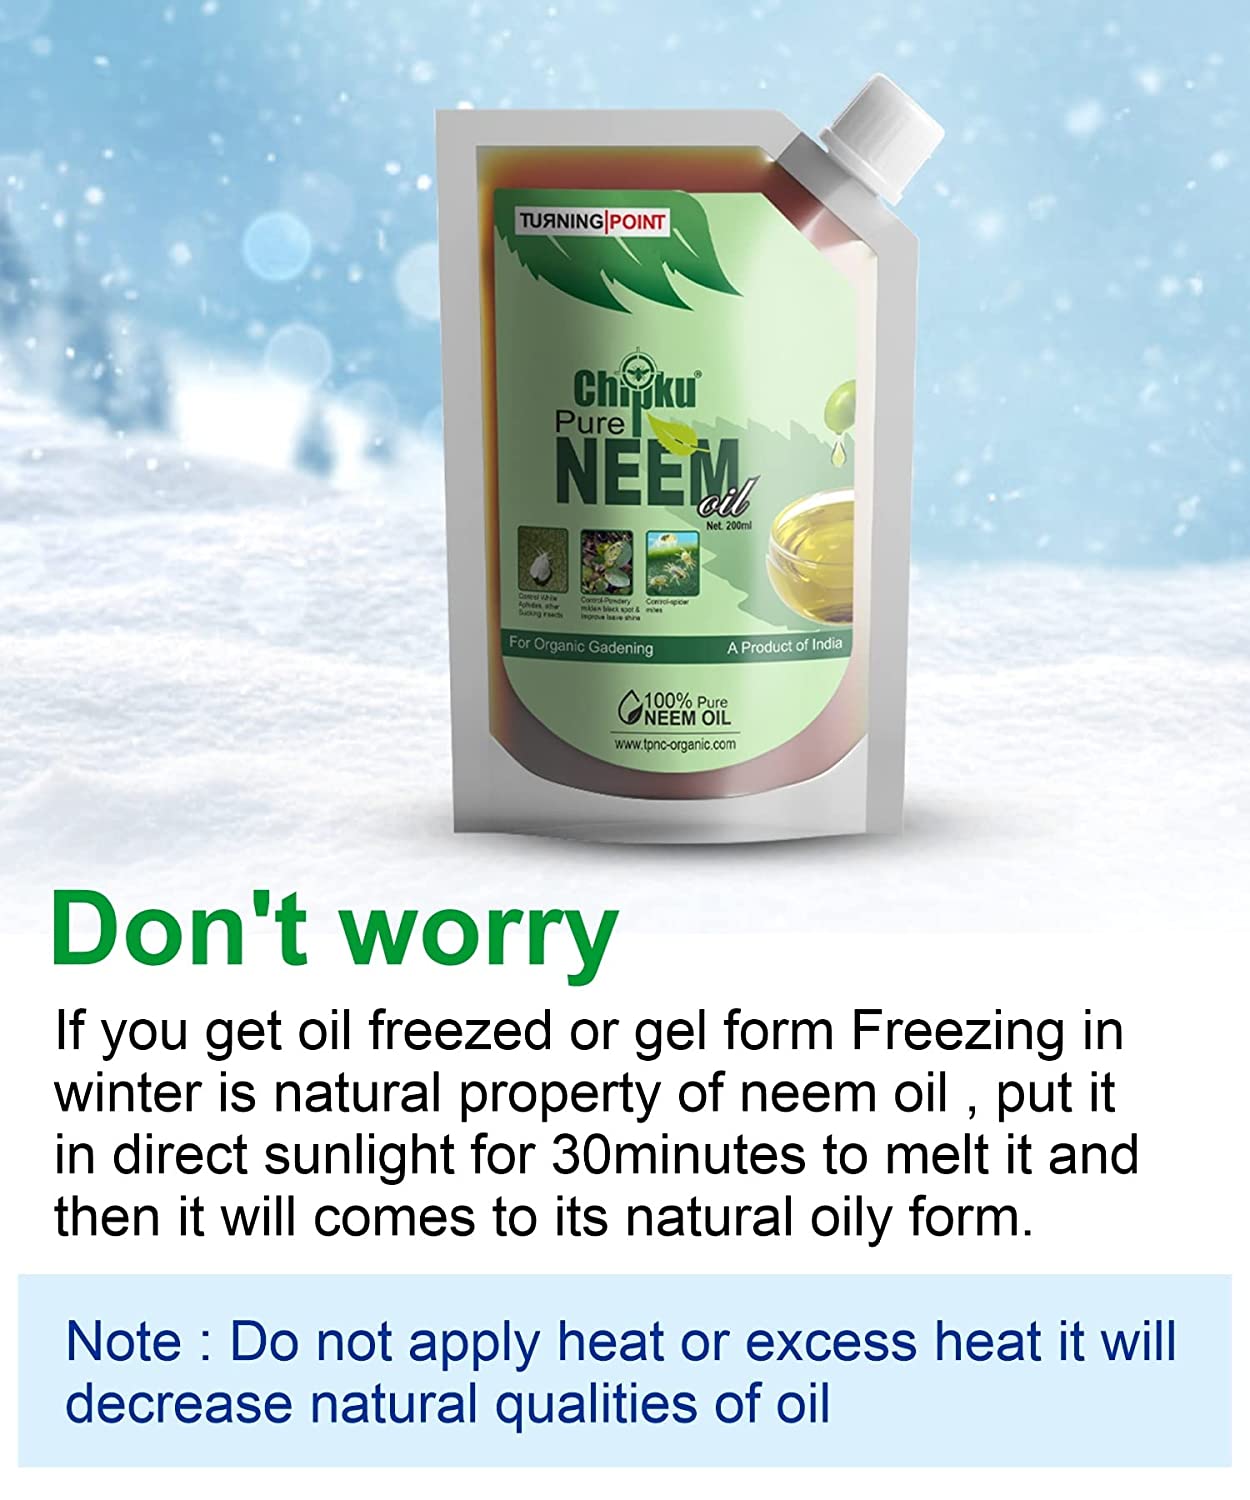 TUЯNING|POINT
Chipku®
Pure
NEEM
oil
Net. 200ml
Control White
Aphides, other
Sucking insects
Control-Powdery
mildew black spot &
improve leave shine
Control-spider
mites
For Organic Gadening
A Product of India
100% Pure
NEEM OIL
www.tpnc-organic.com
Don't worry
If you get oil freezed or gel form Freezing in
winter is natural property of neem oil , put it
in direct sunlight for 30minutes to melt it and
then it will comes to its natural oily form.
Note : Do not apply heat or excess heat it will
decrease natural qualities of oil